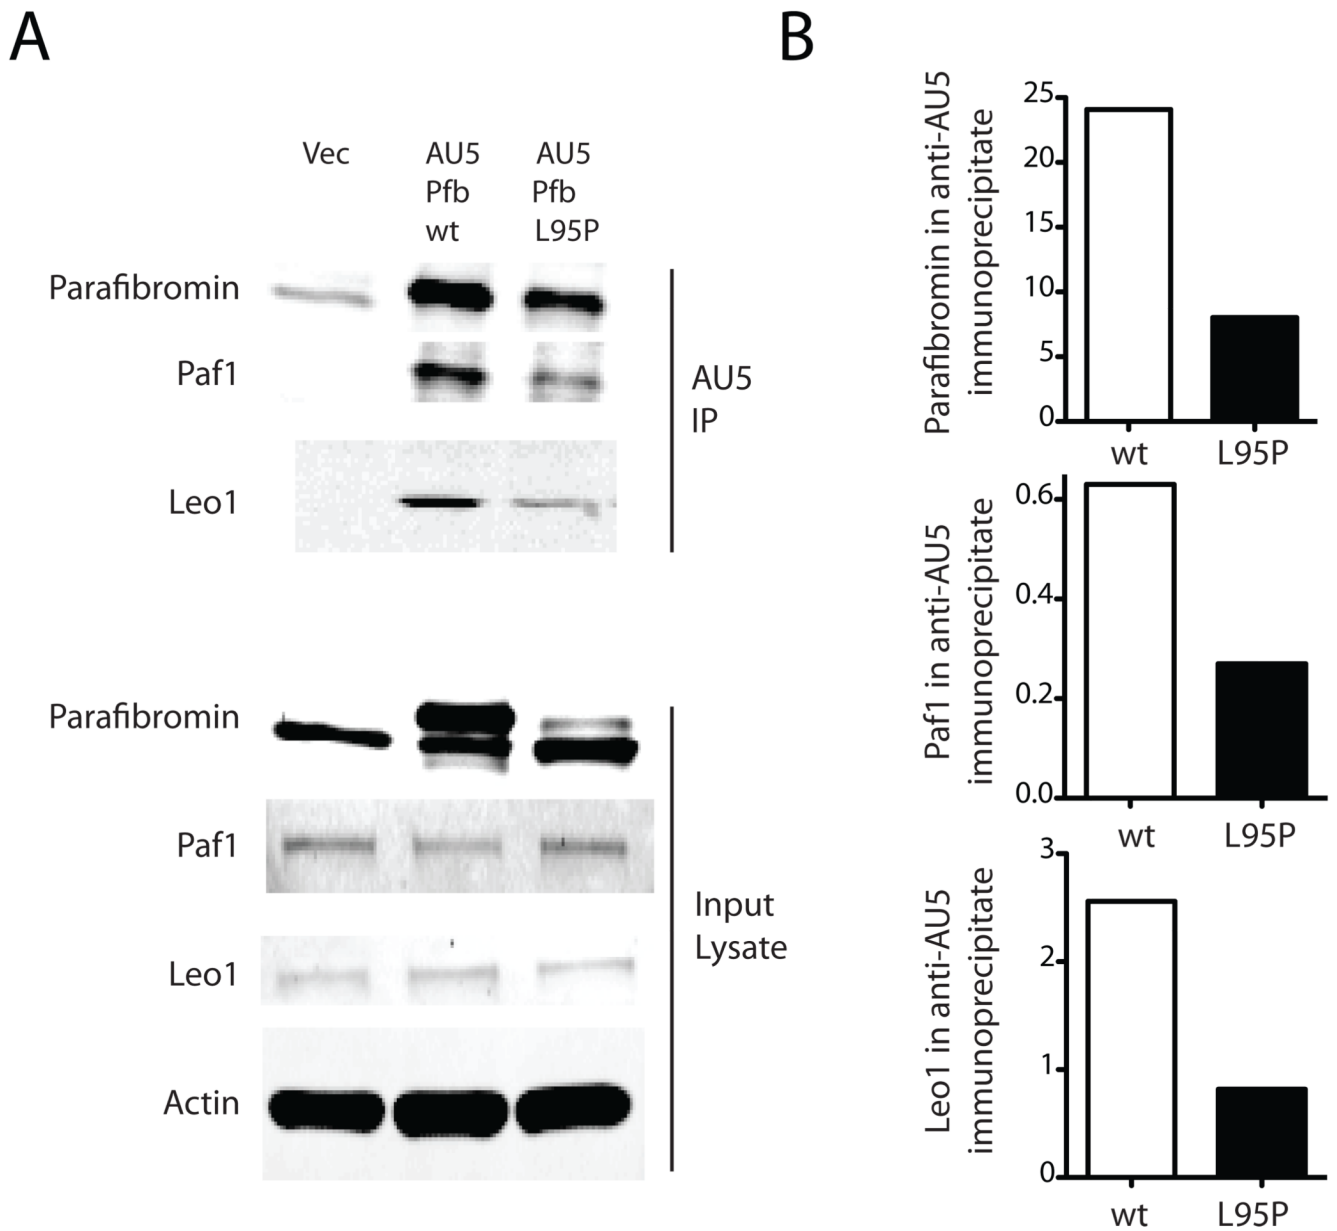 A
B
Vec
AU5
Pfb
wt
AU5
Pfb
L95P
Parafibromin
Paf1
Leo1
AU5
IP
Parafibromin
Paf1
Leo1
Actin
Input
Lysate
Parafibromin in anti-AU5
immunoprecipitate
25
20
15
10
5
0
wt
L95P
Paf1 in anti-AU5
immunoprecipitate
0.6
0.4
0.2
0.0
wt
L95P
Leo1 in anti-AU5
immunoprecipitate
3
2
1
0
wt
L95P